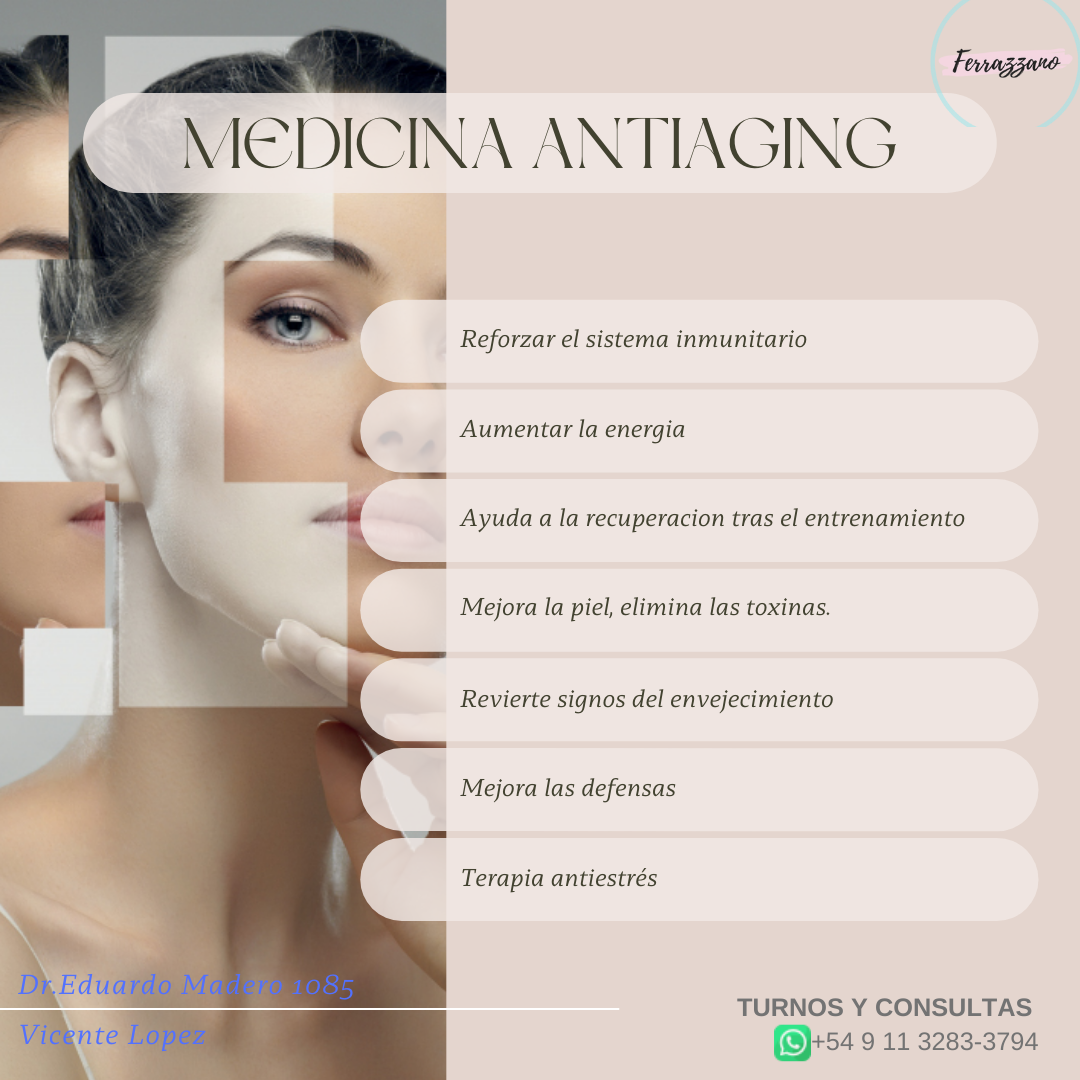 Ferrazzano
MEDICINA ANTIAGING
Reforzar el sistema inmunitario
Aumentar la energia
Ayuda a la recuperacion tras el entrenamiento
Mejora la piel, elimina las toxinas.
Revierte signos del envejecimiento
Mejora las defensas
Terapia antiestrés
Dr.Eduardo Madero 1085
Vicente Lopez
TURNOS Y CONSULTAS
+54 9 11 3283-3794